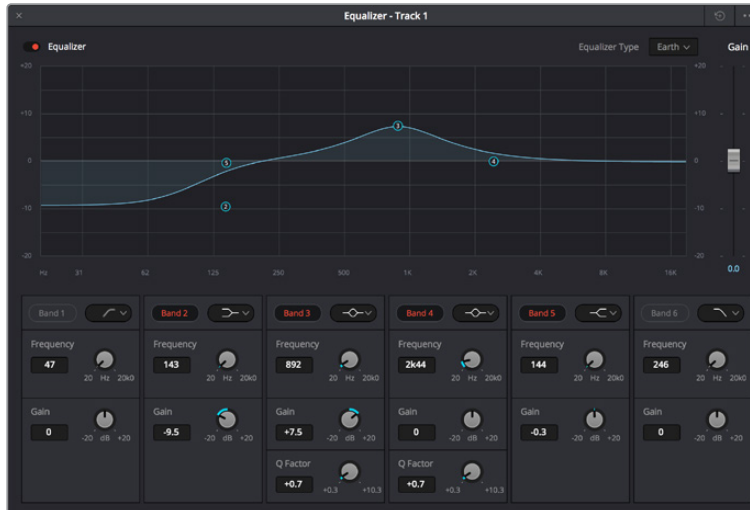 Equalizer - Track 1
Equalizer
Equalizer Type Earth Gain
+20 +20
+10 +10
0 0
-10 -10
-20 -20
Hz 31 62 125 250 500 1K 2K 4K 8K 16K
0.0
5
2
3
4
Band 1 Band 2 Band 3 Band 4 Band 5 Band 6
Frequency Frequency Frequency Frequency Frequency Frequency
47 143 892 2k44 144 246
20 Hz 20k0 20 Hz 20k0 20 Hz 20k0 20 Hz 20k0 20 Hz 20k0 20 Hz 20k0
Gain Gain Gain Gain Gain Gain
0 -9.5 +7.5 0 -0.3 0
-20 dB +20 -20 dB +20 -20 dB +20 -20 dB +20 -20 dB +20 -20 dB +20
Q Factor Q Factor
+0.7 +0.7
+0.3 +10.3 +0.3 +10.3